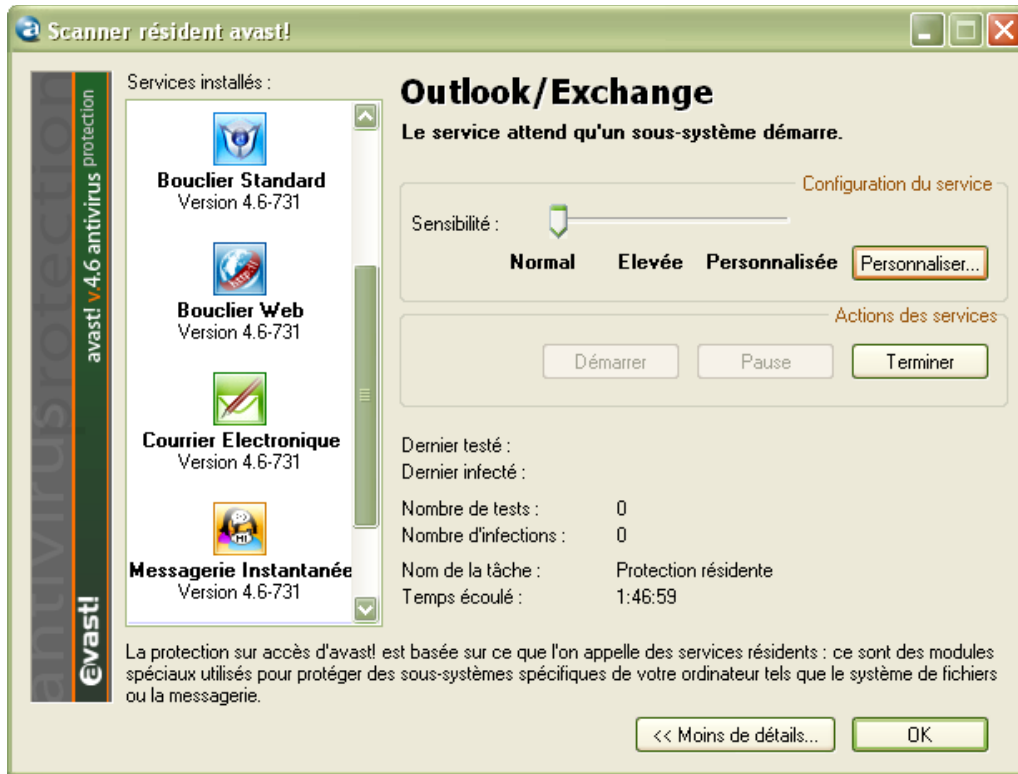 Scanner résident avast!
antivirusprotection
avast! v.4.6 antivirus protection
avast!
Services installés :
Bouclier Standard
Version 4.6-731
Bouclier Web
Version 4.6-731
Courrier Electronique
Version 4.6-731
HI
Messagerie Instantanée
Version 4.6-731
Outlook/Exchange
Le service attend qu'un sous-système démarre.
Configuration du service
Sensibilité :
Normal Elevée Personnalisée Personnaliser...
Actions des services
Démarrer Pause Terminer
Dernier testé :
Dernier infecté :
Nombre de tests : 0
Nombre d'infections : 0
Nom de la tâche : Protection résidente
Temps écoulé : 1:46:59
La protection sur accès d'avast! est basée sur ce que l'on appelle des services résidents : ce sont des modules
spéciaux utilisés pour protéger des sous-systèmes spécifiques de votre ordinateur tels que le système de fichiers
ou la messagerie.
<< Moins de détails... OK